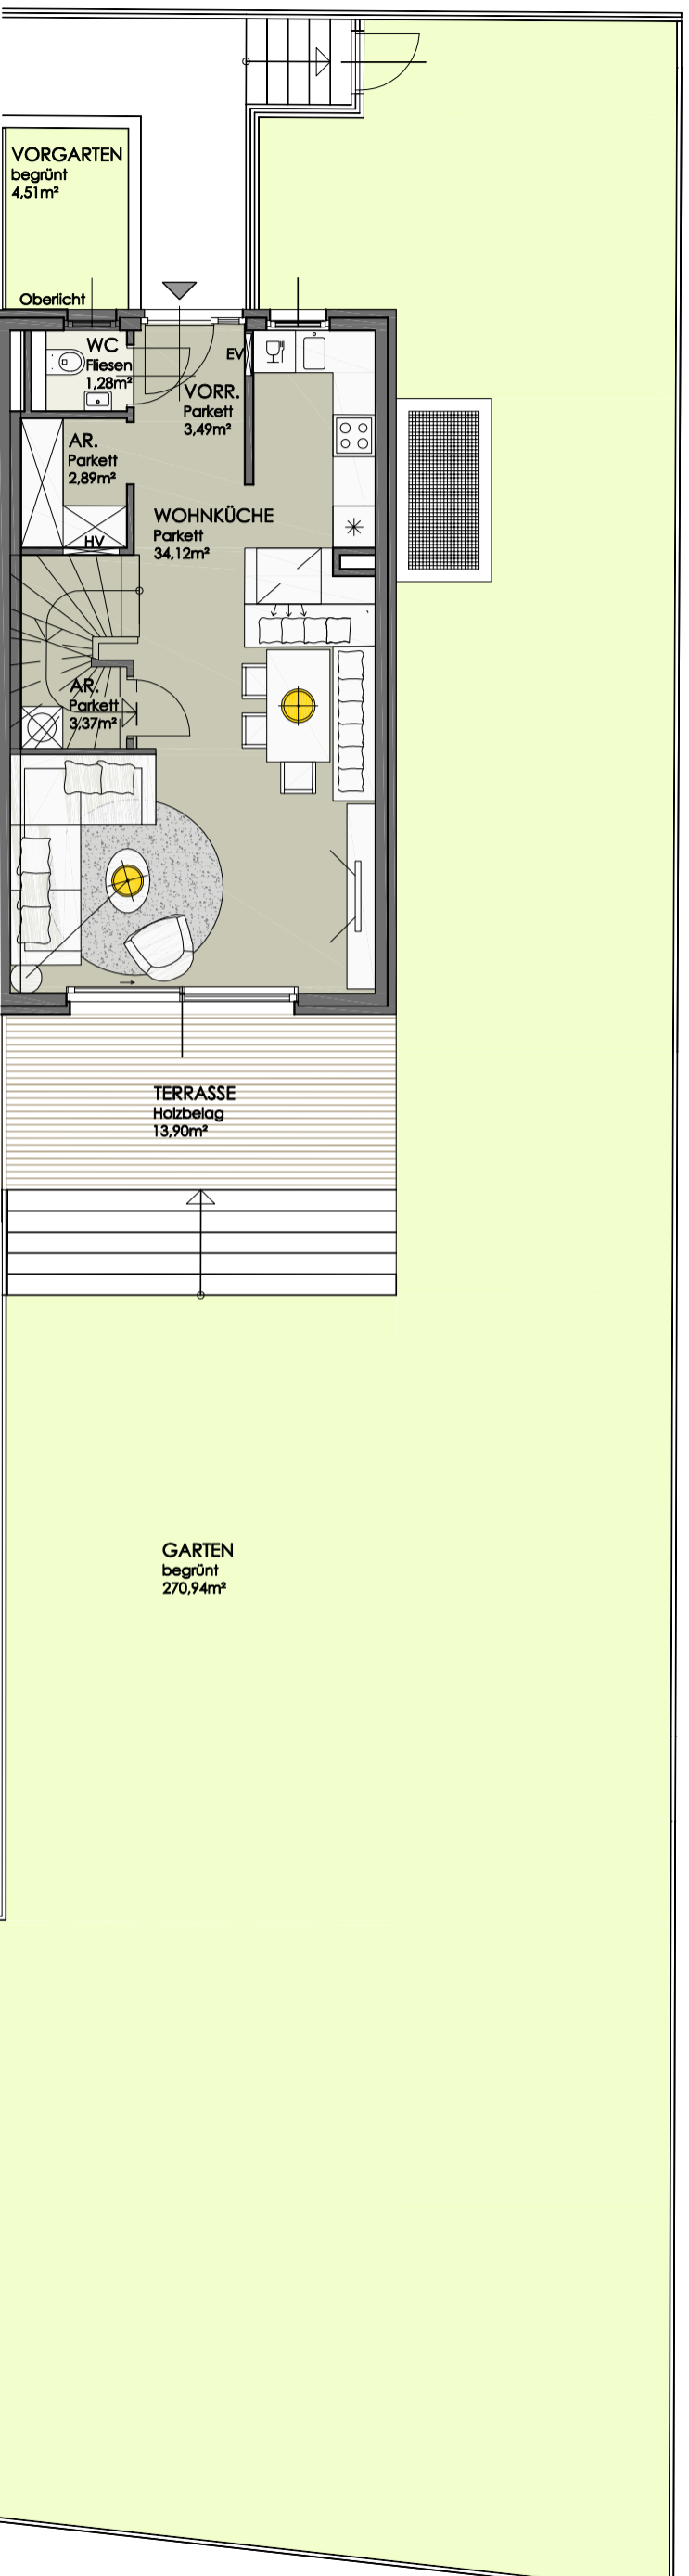 VORGARTEN
begrünt
4,51m²
Oberlicht
WC
Fliesen
1,28m²
EV
VORR.
Parkett
3,49m²
AR.
Parkett
2,89m²
HV
WOHNKÜCHE
Parkett
34,12m²
AR.
Parkett
3,37m²
TERRASSE
Holzbelag
13,90m²
GARTEN
begrünt
270,94m²